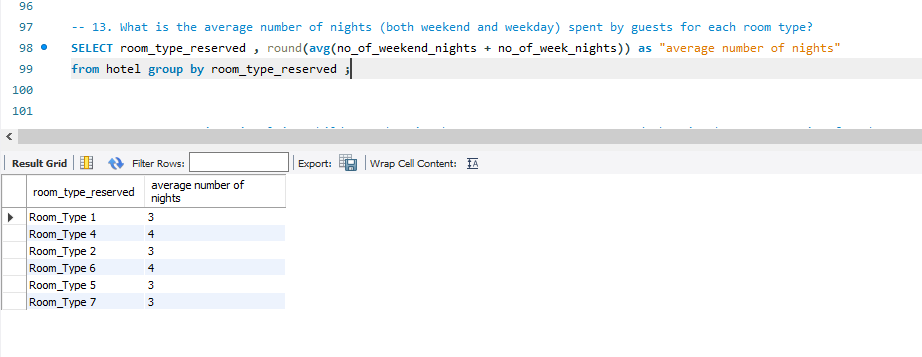 96
97 -- 13. What is the average number of nights (both weekend and weekday) spent by guests for each room type?
98 SELECT room_type_reserved , round(avg(no_of_weekend_nights + no_of_week_nights)) as "average number of nights"
99 from hotel group by room_type_reserved ;
100
101
Result Grid Filter Rows: Export: Wrap Cell Content: IA
room_type_reserved average number of
nights
Room_Type 1 3
Room_Type 4 4
Room_Type 2 3
Room_Type 6 4
Room_Type 5 3
Room_Type 7 3